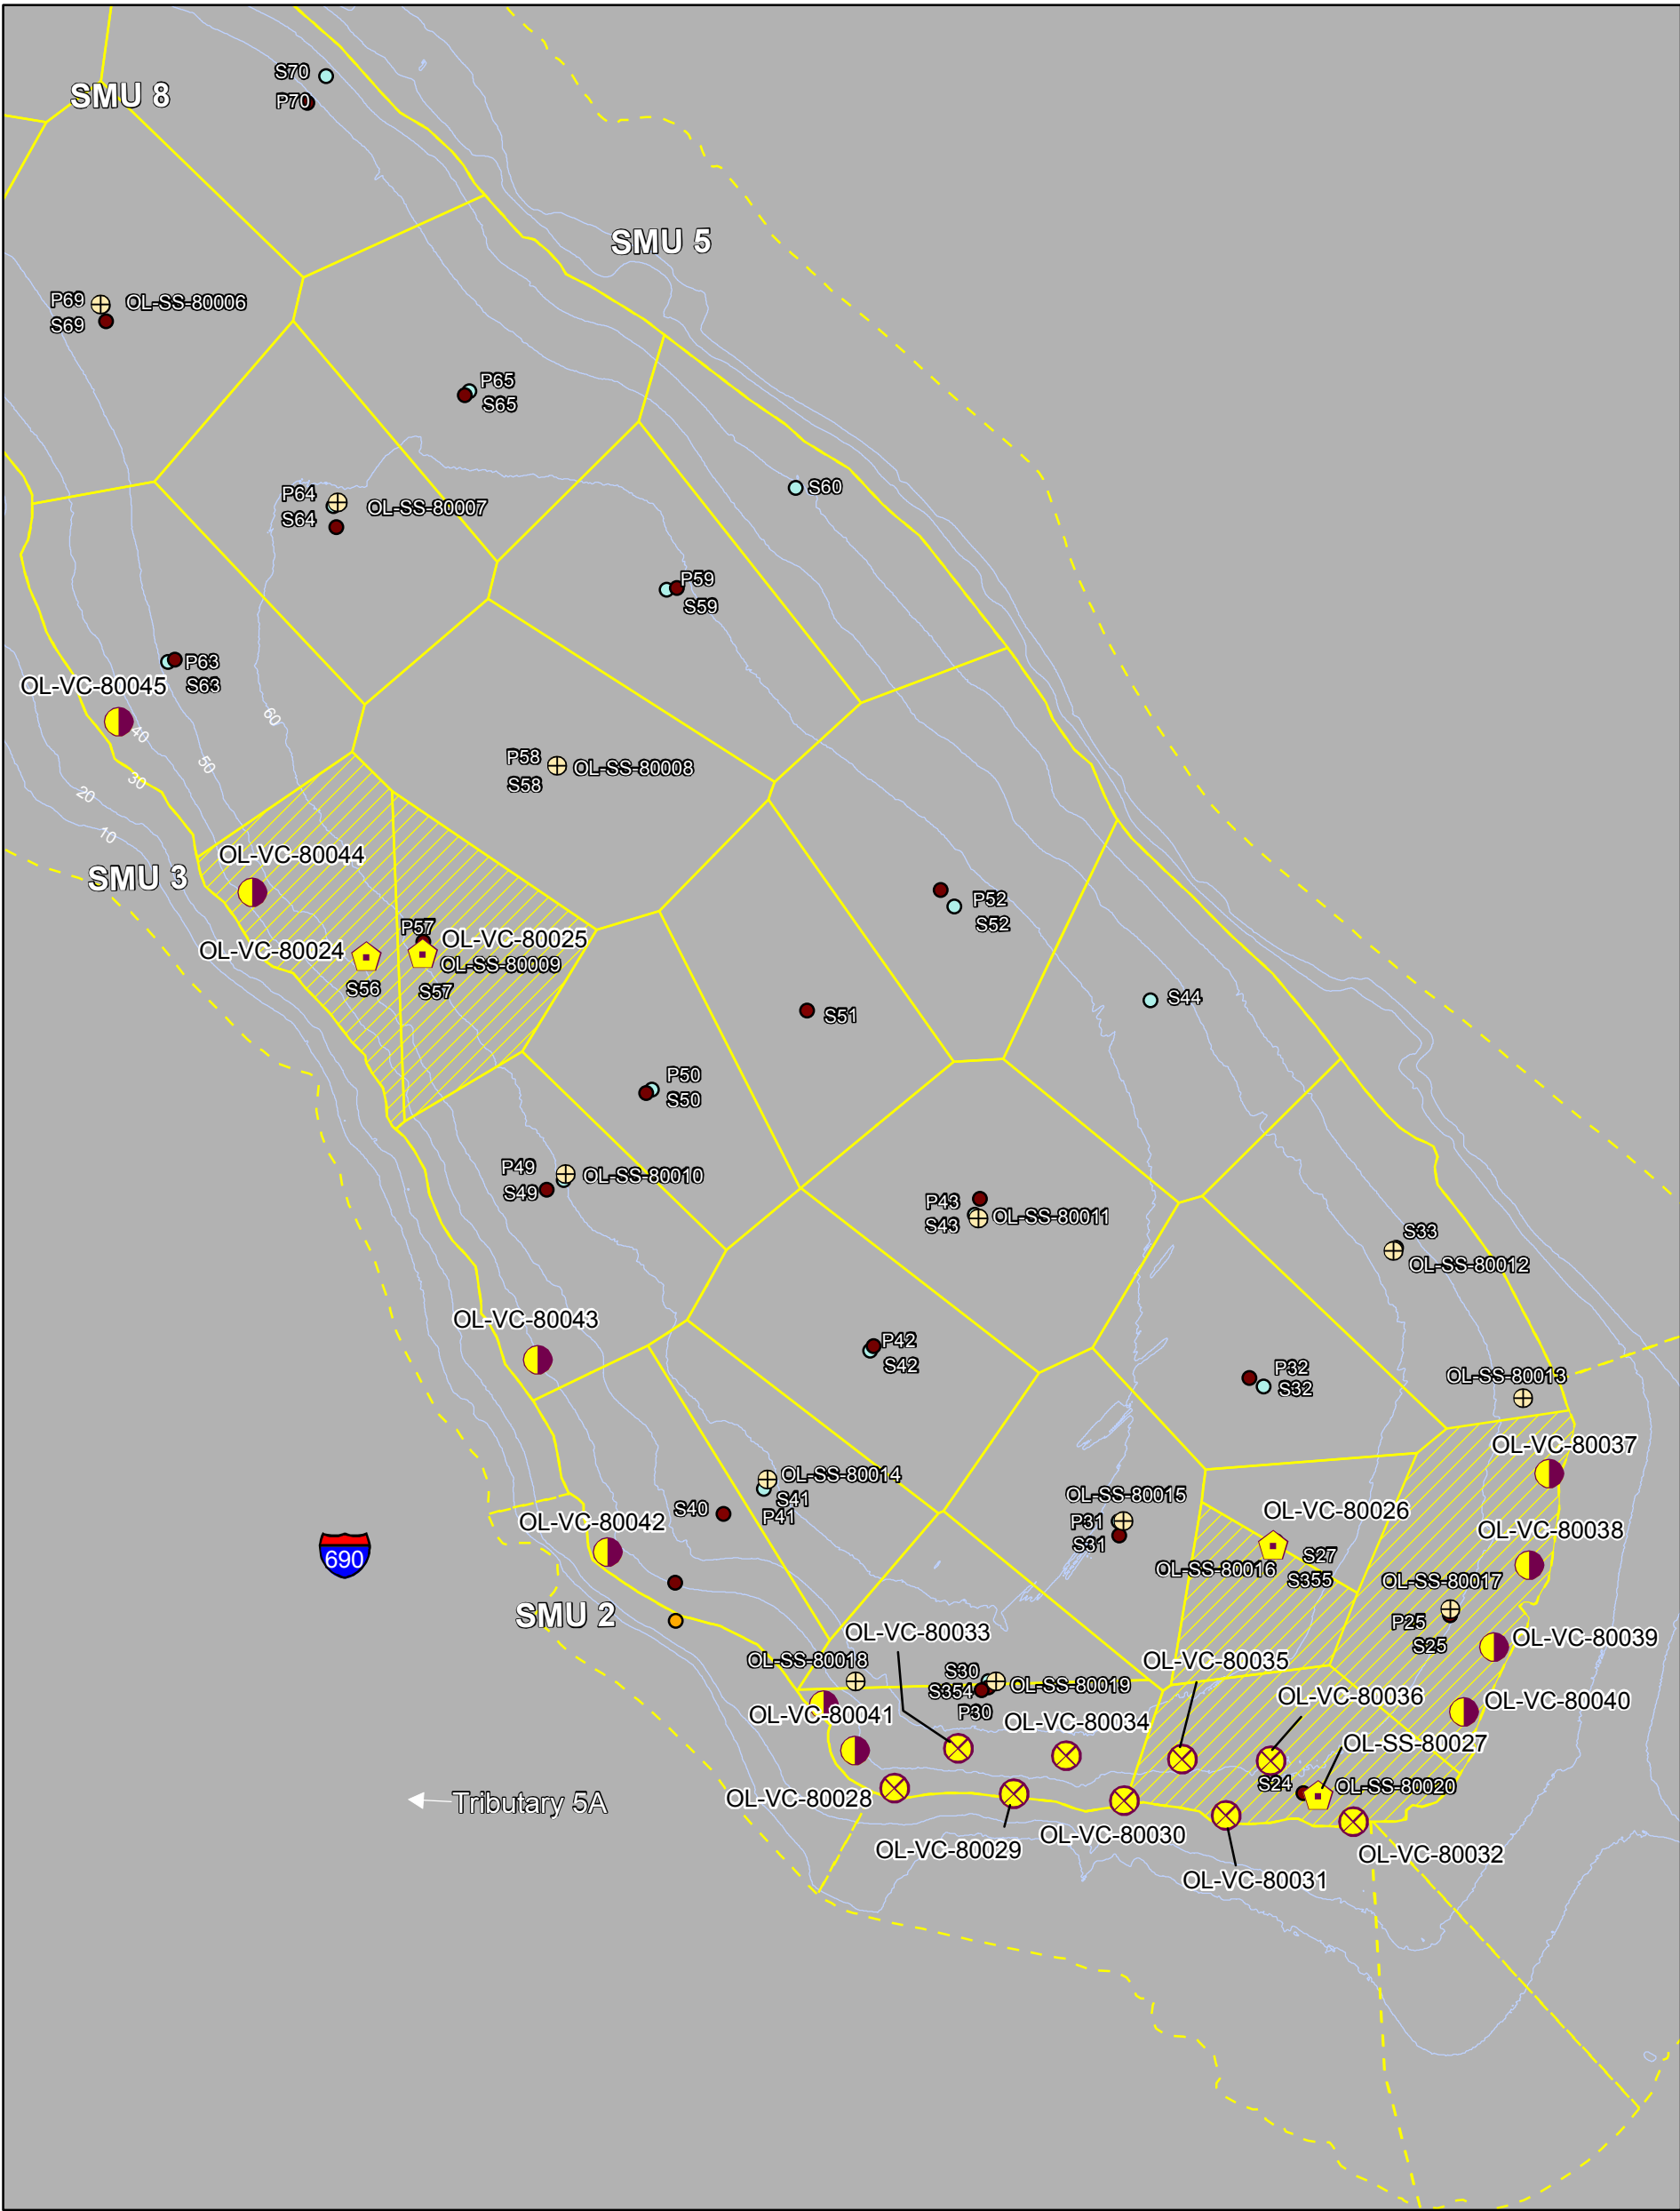 S70
SMU 8
P70
SMU 5
P69
OL-SS-80006
S69
P65
S65
S60
P64
OL-SS-80007
S64
P59
S59
P63
S63
OL-VC-80045
60
40
50
30
20
10
P58
OL-SS-80008
S58
OL-VC-80044
SMU 3
P52
S52
P57
OL-VC-80025
OL-VC-80024
OL-SS-80009
S56
S57
S44
S51
P50
S50
P49
OL-SS-80010
S49
P43
OL-SS-80011
S43
S33
OL-SS-80012
OL-VC-80043
P42
S42
P32
S32
OL-SS-80013
OL-VC-80037
OL-SS-80014
S41
P41
S40
OL-SS-80015
P31
S31
OL-VC-80026
OL-VC-80042
OL-VC-80038
690
OL-SS-80016
S27
S355
OL-SS-80017
P25
S25
SMU 2
OL-VC-80033
OL-VC-80039
OL-SS-80018
OL-VC-80035
S30
S354
OL-SS-80019
P30
OL-VC-80036
OL-VC-80040
OL-VC-80041
OL-VC-80034
OL-SS-80027
S24
OL-SS-80020
Tributary 5A
OL-VC-80028
OL-VC-80029
OL-VC-80030
OL-VC-80031
OL-VC-80032